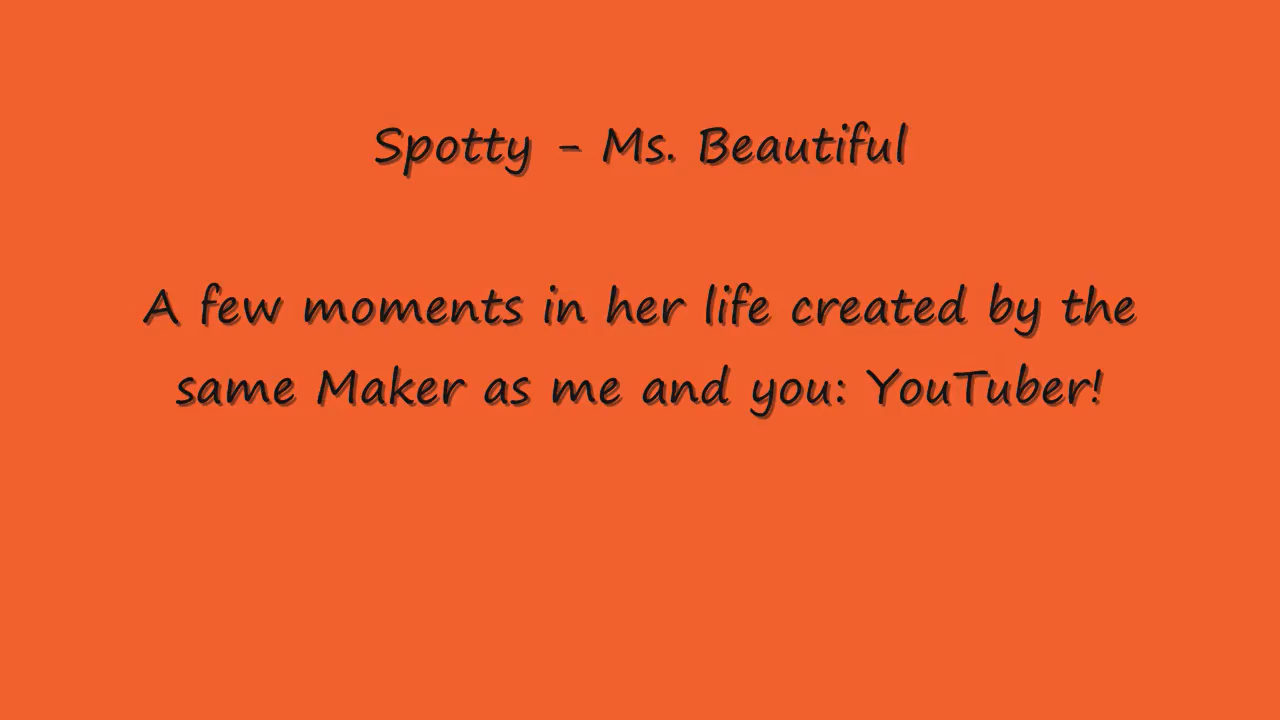 Spotty - Ms. Beautiful
A few moments in her life created by the
same Maker as me and you: YouTuber!